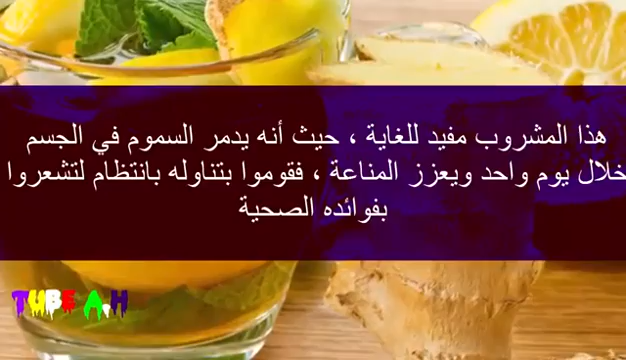 هذا المشروب مفيد للغاية ، حيث أنه يدمر السموم في الجسم
خلال يوم واحد ويعزز المناعة ، فقوموا بتناوله بانتظام لتشعروا
بفوائده الصحية
TUBE A.H